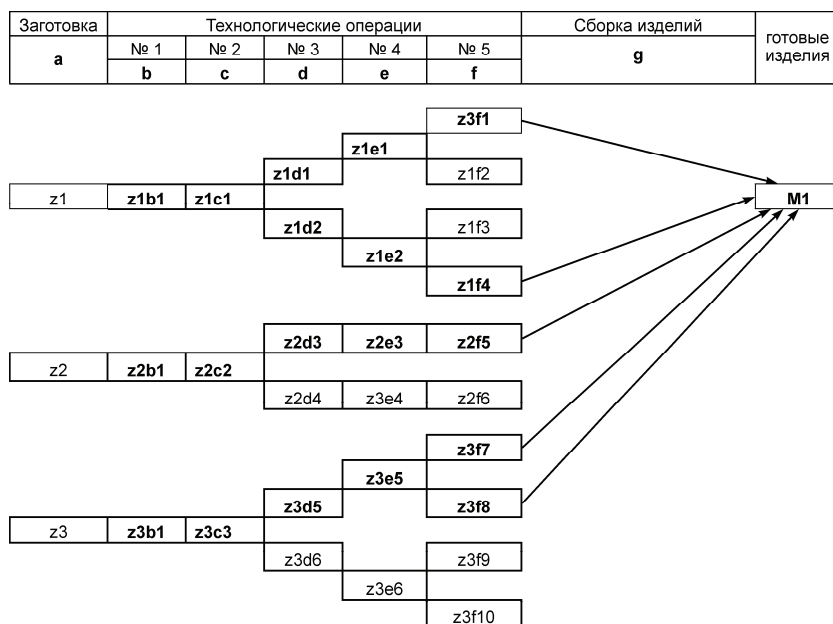 Заготовка Технологические операции Сборка изделий готовые изделия
№ 1 № 2 № 3 № 4 № 5
a b c d e f g
z3f1
z1e1
z1d1 z1f2
z1 z1b1 z1c1 M1
z1d2 z1f3
z1e2
z1f4
z2d3 z2e3 z2f5
z2 z2b1 z2c2
z2d4 z3e4 z2f6
z3f7
z3e5
z3d5 z3f8
z3 z3b1 z3c3
z3d6 z3f9
z3e6
z3f10